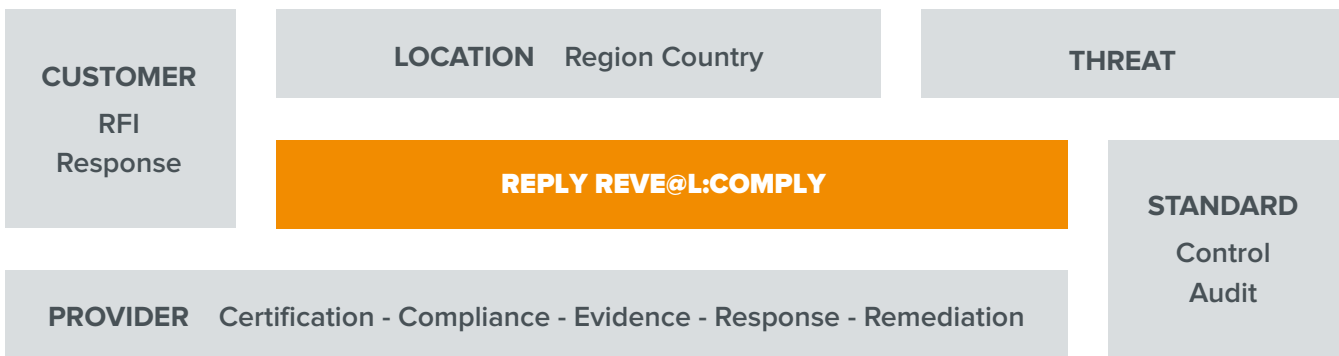 CUSTOMER
RFI
Response
LOCATION Region Country
THREAT
REPLY REVE@L:COMPLY
STANDARD
Control
Audit
PROVIDER Certification - Compliance - Evidence - Response - Remediation